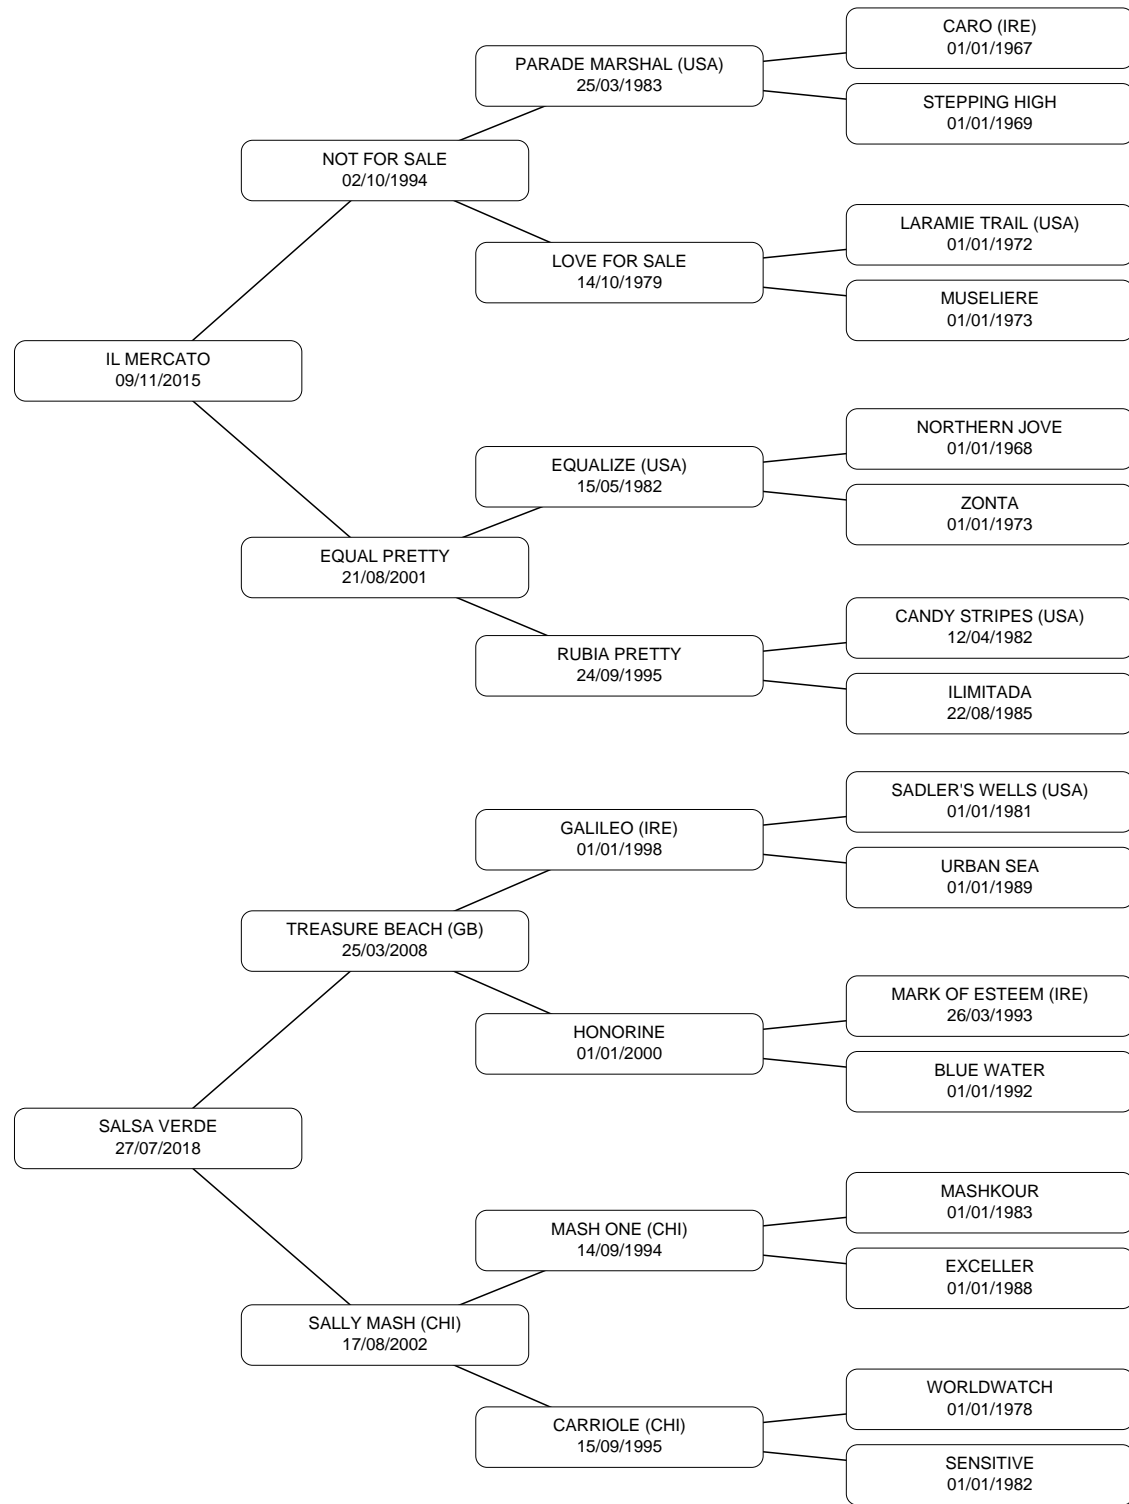 CARO (IRE)
01/01/1967
PARADE MARSHAL (USA)
25/03/1983
STEPPING HIGH
01/01/1969
NOT FOR SALE
02/10/1994
LARAMIE TRAIL (USA)
01/01/1972
LOVE FOR SALE
14/10/1979
MUSELIERE
01/01/1973
IL MERCATO
09/11/2015
NORTHERN JOVE
01/01/1968
EQUALIZE (USA)
15/05/1982
ZONTA
01/01/1973
EQUAL PRETTY
21/08/2001
CANDY STRIPES (USA)
12/04/1982
RUBIA PRETTY
24/09/1995
ILIMITADA
22/08/1985
SADLER'S WELLS (USA)
01/01/1981
GALILEO (IRE)
01/01/1998
URBAN SEA
01/01/1989
TREASURE BEACH (GB)
25/03/2008
MARK OF ESTEEM (IRE)
26/03/1993
HONORINE
01/01/2000
BLUE WATER
01/01/1992
SALSA VERDE
27/07/2018
MASHKOUR
01/01/1983
MASH ONE (CHI)
14/09/1994
EXCELLER
01/01/1988
SALLY MASH (CHI)
17/08/2002
WORLDWATCH
01/01/1978
CARRIOLE (CHI)
15/09/1995
SENSITIVE
01/01/1982